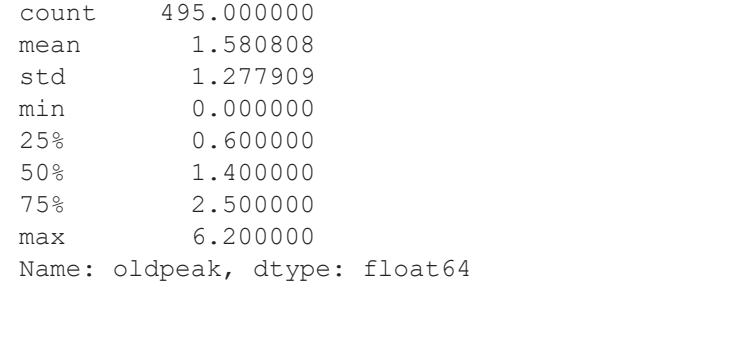 count    495.000000
mean       1.580808
std        1.277909
min        0.000000
25%        0.600000
50%        1.400000
75%        2.500000
max        6.200000
Name: oldpeak, dtype: float64